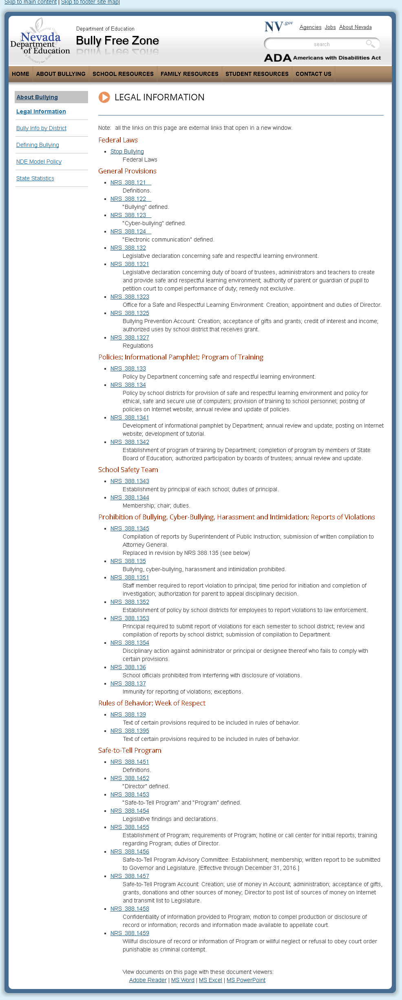 Skip to main content | Skip to footer site map|
Nevada
Department
of Education
Department of Education
Bully Free Zone
NV.gov
Agencies Jobs About Nevada
search
ADA Americans with Disabilities Act
HOME ABOUT BULLYING SCHOOL RESOURCES FAMILY RESOURCES STUDENT RESOURCES CONTACT US
About Bullying
Legal Information
Bully Info by District
Defining Bullying
NDE Model Policy
State Statistics
LEGAL INFORMATION
Note: all the links on this page are external links that open in a new window.
Federal Laws
Stop Bullying
Federal Laws
General Provisions
NRS 388.121
Definitions.
NRS 388.122
"Bullying" defined.
NRS 388.123
"Cyber-bullying" defined.
NRS 388.124
"Electronic communication" defined.
NRS 388.132
Legislative declaration concerning safe and respectful learning environment.
NRS 388.1321
Legislative declaration concerning duty of board of trustees, administrators and teachers to create
and provide safe and respectful learning environment; authority of parent or guardian of pupil to
petition court to compel performance of duty; remedy not exclusive.
NRS 388.1323
Office for a Safe and Respectful Learning Environment: Creation; appointment and duties of Director.
NRS 388.1325
Bullying Prevention Account: Creation; acceptance of gifts and grants; credit of interest and income;
authorized uses by school district that receives grant.
NRS 388.1327
Regulations
Policies; Informational Pamphlet; Program of Training
NRS 388.133
Policy by Department concerning safe and respectful learning environment.
NRS 388.134
Policy by school districts for provision of safe and respectful learning environment and policy for
ethical, safe and secure use of computers; provision of training to school personnel; posting of
policies on Internet website; annual review and update of policies.
NRS 388.1341
Development of informational pamphlet by Department; annual review and update; posting on Internet
website; development of tutorial.
NRS 388.1342
Establishment of program of training by Department; completion of program by members of State
Board of Education; authorized participation by boards of trustees; annual review and update.
School Safety Team
NRS 388.1343
Establishment by principal of each school; duties of principal.
NRS 388.1344
Membership; chair; duties.
Prohibition of Bullying, Cyber-Bullying, Harassment and Intimidation; Reports of Violations
NRS 388.1345
Compilation of reports by Superintendent of Public Instruction; submission of written compilation to
Attorney General.
Replaced in revision by NRS 388.135 (see below)
NRS 388.135
Bullying, cyber-bullying, harassment and intimidation prohibited.
NRS 388.1351
Staff member required to report violation to principal; time period for initiation and completion of
investigation; authorization for parent to appeal disciplinary decision.
NRS 388.1352
Establishment of policy by school districts for employees to report violations to law enforcement.
NRS 388.1353
Principal required to submit report of violations for each semester to school district; review and
compilation of reports by school district; submission of compilation to Department.
NRS 388.1354
Disciplinary action against administrator or principal or designee thereof who fails to comply with
certain provisions.
NRS 388.136
School officials prohibited from interfering with disclosure of violations.
NRS 388.137
Immunity for reporting of violations; exceptions.
Rules of Behavior; Week of Respect
NRS 388.139
Text of certain provisions required to be included in rules of behavior.
NRS 388.1395
Text of certain provisions required to be included in rules of behavior.
Safe-to-Tell Program
NRS 388.1451
Definitions.
NRS 388.1452
"Director" defined.
NRS 388.1453
"Safe-to-Tell Program" and "Program" defined.
NRS 388.1454
Legislative findings and declarations.
NRS 388.1455
Establishment of Program; requirements of Program; hotline or call center for initial reports; training
regarding Program; duties of Director.
NRS 388.1456
Safe-to-Tell Program Advisory Committee: Establishment; membership; written report to be submitted
to Governor and Legislature. [Effective through December 31, 2016.]
NRS 388.1457
Safe-to-Tell Program Account: Creation; use of money in Account; administration; acceptance of gifts,
grants, donations and other sources of money; Director to post list of sources of money on Internet
and transmit list to Legislature.
NRS 388.1458
Confidentiality of information provided to Program; motion to compel production or disclosure of
record or information; records and information made available to appellate court.
NRS 388.1459
Willful disclosure of record or information of Program or willful neglect or refusal to obey court order
punishable as criminal contempt.
View documents on this page with these document viewers:
Adobe Reader | MS Word | MS Excel | MS PowerPoint